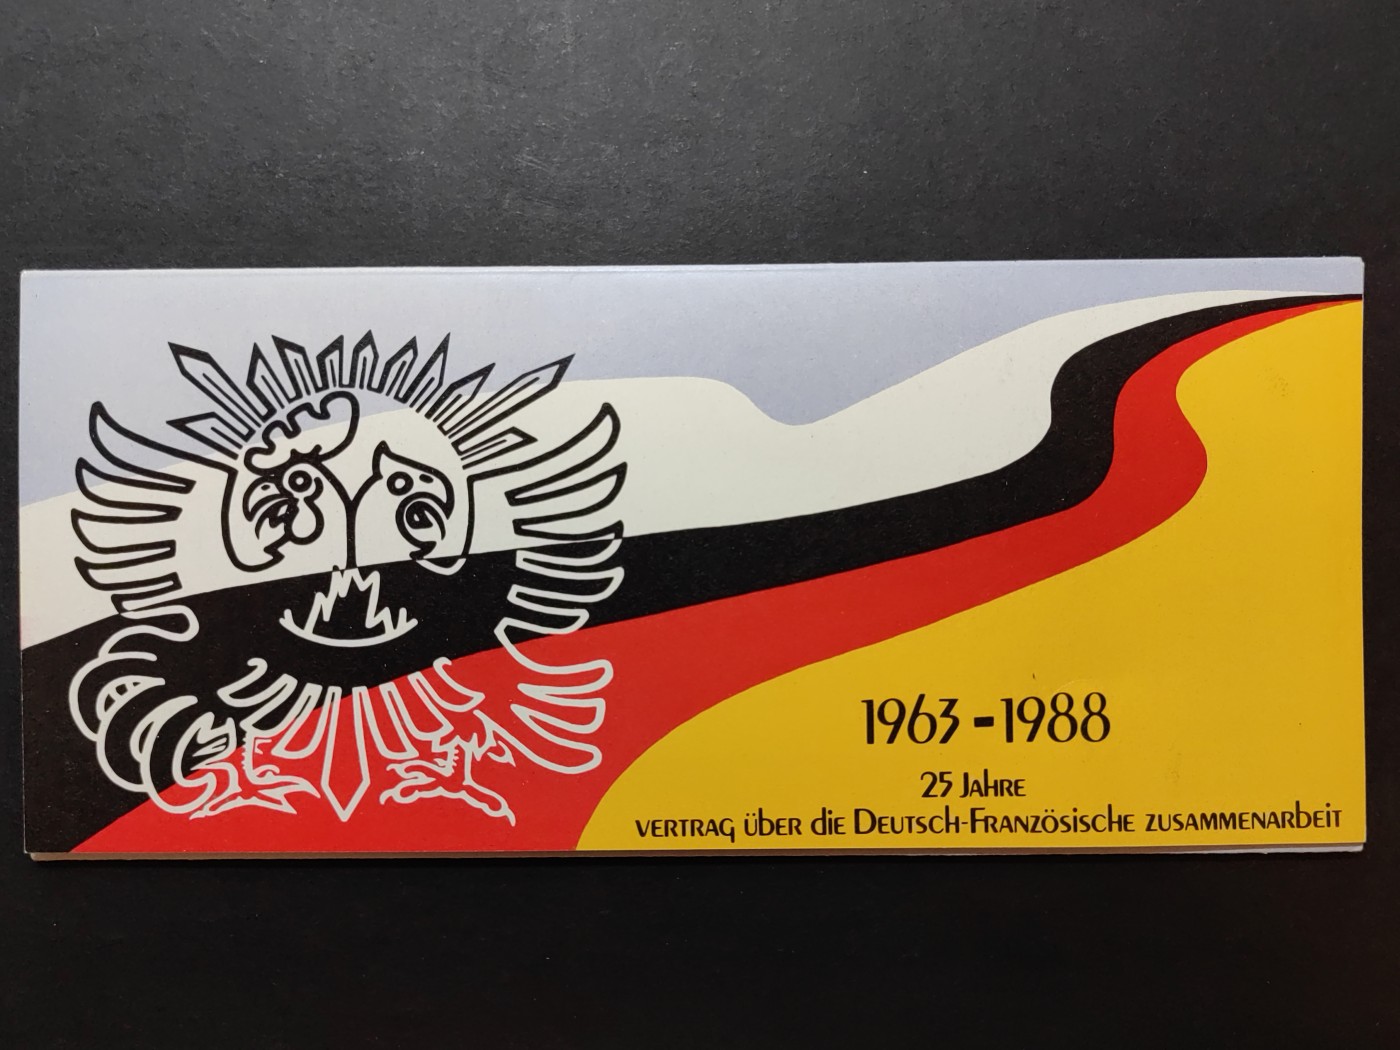 1963-1988
25 Jahre
Vertrag über die Deutsch-Französische Zusammenarbeit